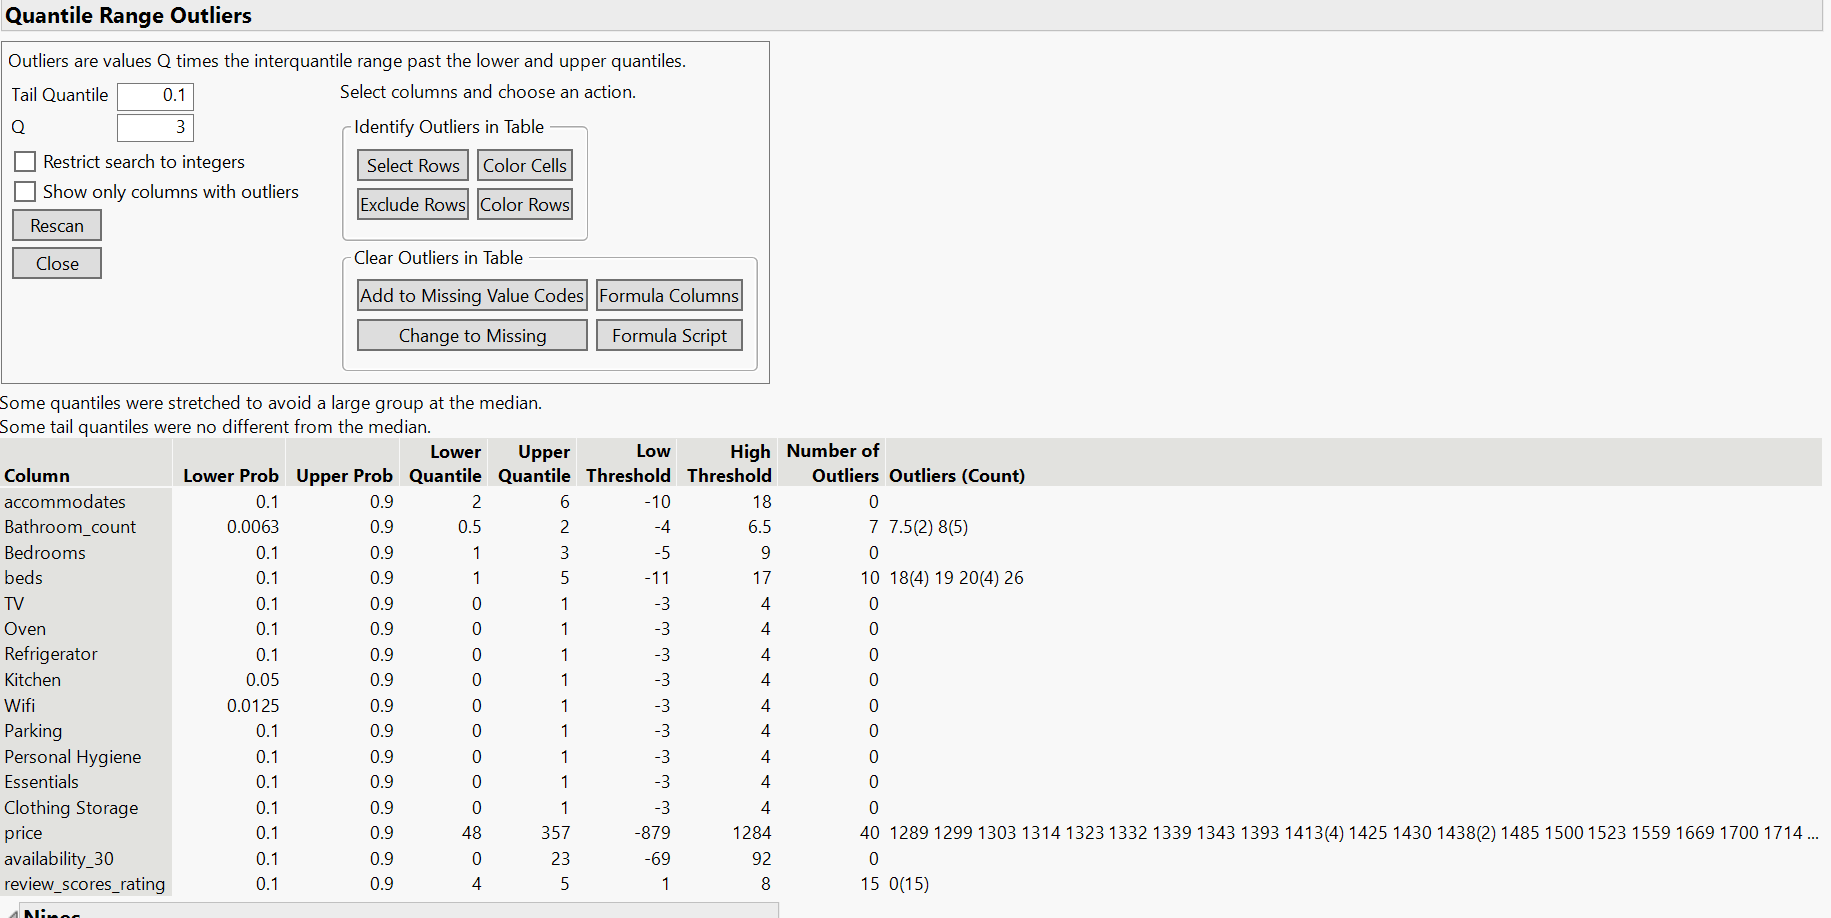 Quantile Range Outliers
Outliers are values Q times the interquantile range past the lower and upper quantiles.
Tail Quantile 0.1
Q 3
Restrict search to integers
Show only columns with outliers
Rescan
Close
Select columns and choose an action.
Identify Outliers in Table
Select Rows Color Cells
Exclude Rows Color Rows
Clear Outliers in Table
Add to Missing Value Codes Formula Columns
Change to Missing Formula Script
Some quantiles were stretched to avoid a large group at the median.
Some tail quantiles were no different from the median.
Column Lower Prob Upper Prob Lower Quantile Upper Quantile Low Threshold High Threshold Number of Outliers Outliers (Count)
accommodates 0.1 0.9 2 6 -10 18 0
Bathroom_count 0.0063 0.9 0.5 2 -4 6.5 7 7.5(2) 8(5)
Bedrooms 0.1 0.9 1 3 -5 9 0
beds 0.1 0.9 1 5 -11 17 10 18(4) 19 20(4) 26
TV 0.1 0.9 0 1 -3 4 0
Oven 0.1 0.9 0 1 -3 4 0
Refrigerator 0.1 0.9 0 1 -3 4 0
Kitchen 0.05 0.9 0 1 -3 4 0
Wifi 0.0125 0.9 0 1 -3 4 0
Parking 0.1 0.9 0 1 -3 4 0
Personal Hygiene 0.1 0.9 0 1 -3 4 0
Essentials 0.1 0.9 0 1 -3 4 0
Clothing Storage 0.1 0.9 0 1 -3 4 0
price 0.1 0.9 48 357 -879 1284 40 1289 1299 1303 1314 1323 1332 1339 1343 1393 1413(4) 1425 1430 1438(2) 1485 1500 1523 1559 1669 1700 1714 ...
availability_30 0.1 0.9 0 23 -69 92 0
review_scores_rating 0.1 0.9 4 5 1 8 15 0(15)
Nines